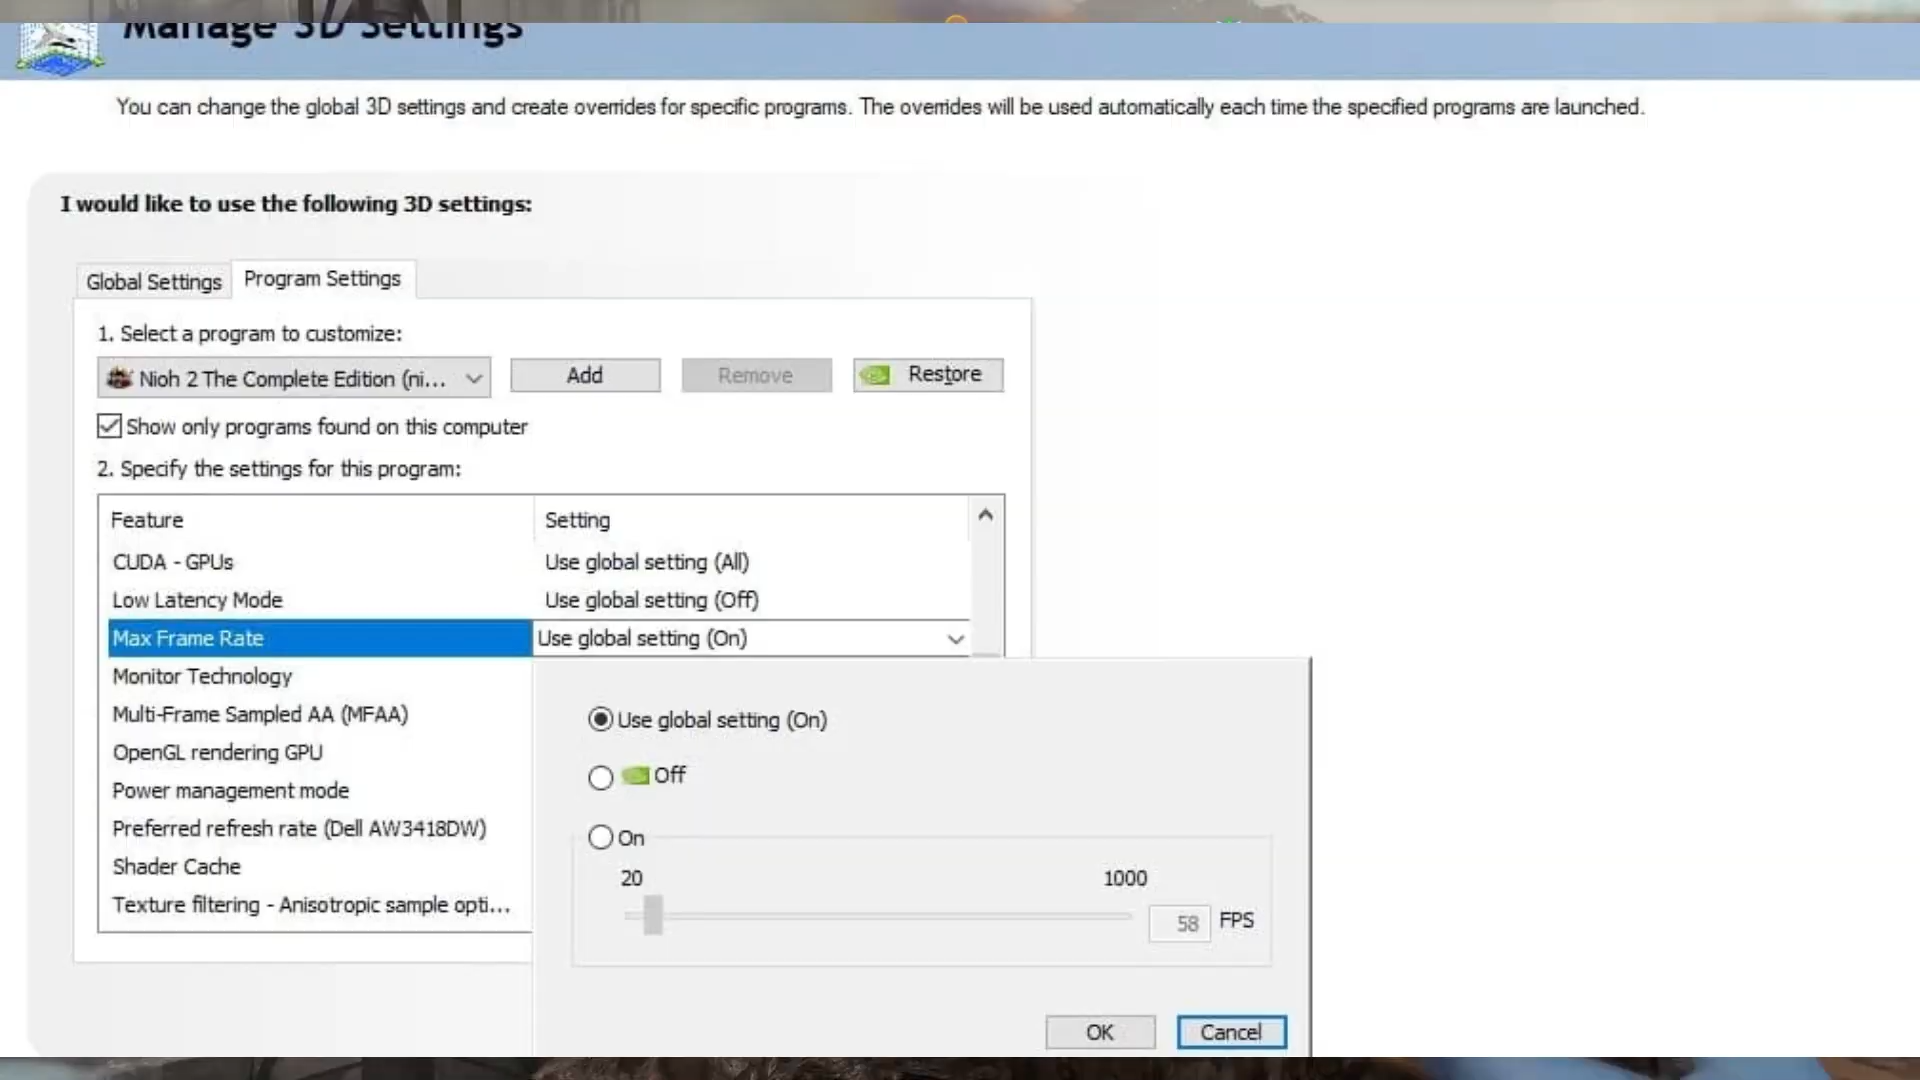 Manage 3D Settings
You can change the global 3D settings and create overrides for specific programs. The overrides will be used automatically each time the specified programs are launched.
I would like to use the following 3D settings:
Global Settings
Program Settings
1. Select a program to customize:
Nioh 2 The Complete Edition (ni...
Add
Remove
Restore
Show only programs found on this computer
2. Specify the settings for this program:
Feature Setting
CUDA - GPUs Use global setting (All)
Low Latency Mode Use global setting (Off)
Max Frame Rate Use global setting (On)
Monitor Technology
Multi-Frame Sampled AA (MFAA)
OpenGL rendering GPU
Power management mode
Preferred refresh rate (Dell AW3418DW)
Shader Cache
Texture filtering - Anisotropic sample opti...
Use global setting (On)
Off
On
20 1000
58 FPS
OK Cancel